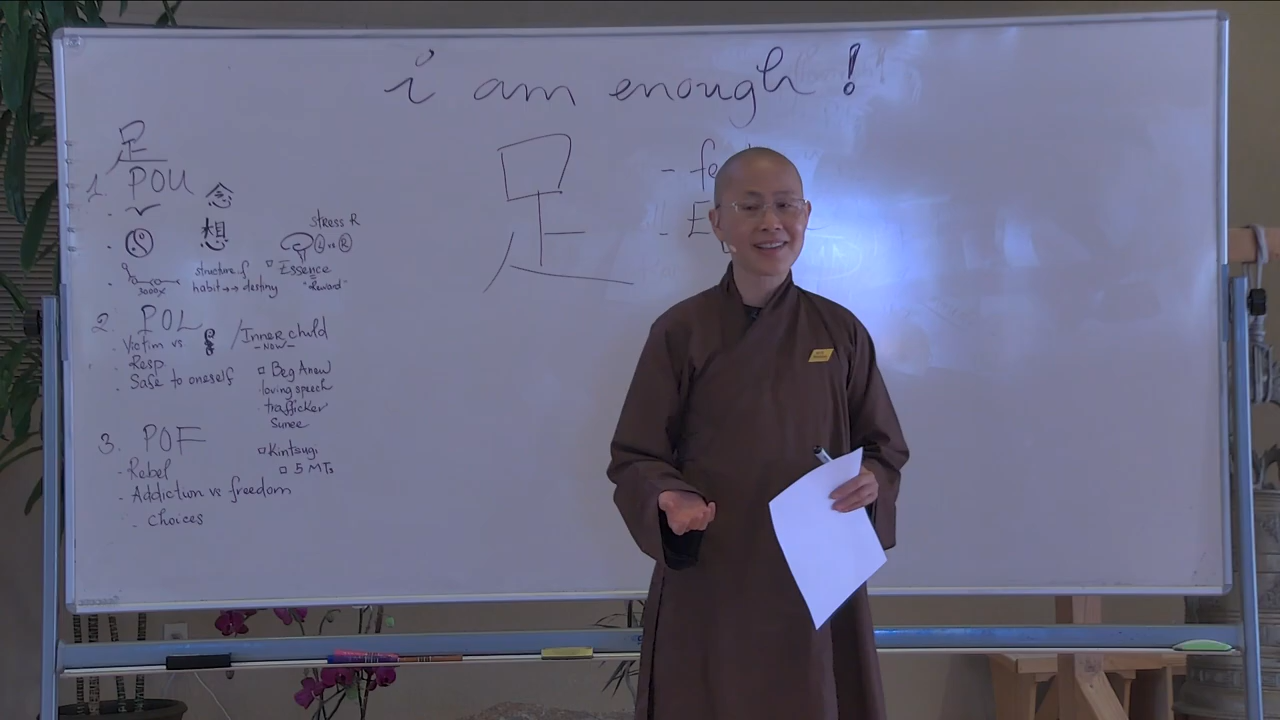 i am enough !
足
- fe
E
足
1. POU 念
想
stress R
L vs R
Essence
"Reward"
3000x
structure of
habit →→ destiny
2. POL
Victim vs
Resp
Safe to oneself
/Inner child
- NOW -
Beg Anew
loving speech
trafficker
Sunee
3. POF
- Rebel
- Addiction vs freedom
- choices
Kintsugi
5 MTs